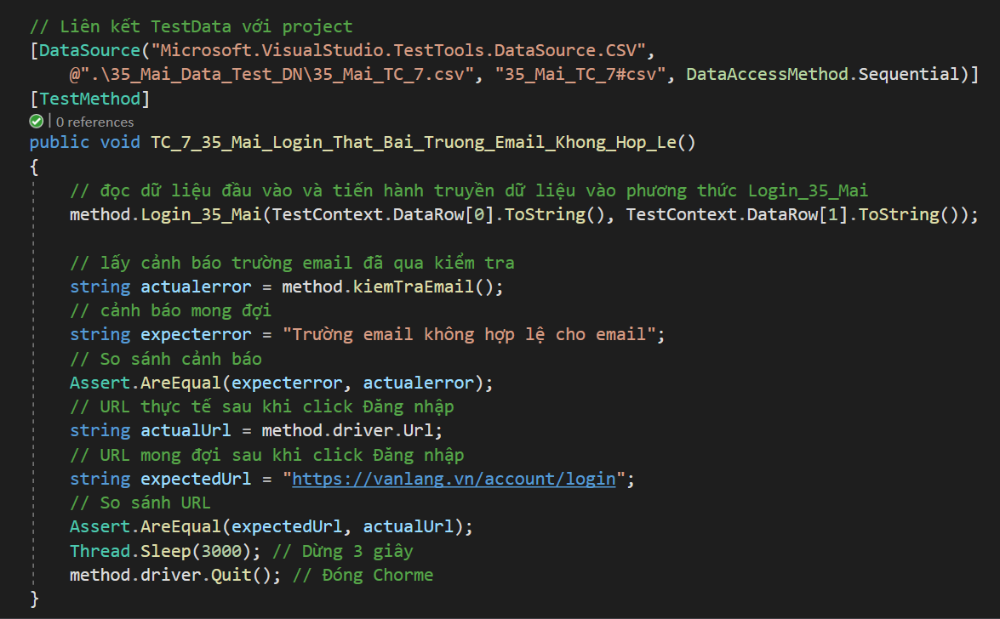 // Liên kết TestData với project
[DataSource("Microsoft.VisualStudio.TestTools.DataSource.CSV",
@".\35_Mai_Data_Test_DN\35_Mai_TC_7.csv", "35_Mai_TC_7#csv", DataAccessMethod.Sequential)]
[TestMethod]
0 references
public void TC_7_35_Mai_Login_That_Bai_Truong_Email_Khong_Hop_Le()
{
// đọc dữ liệu đầu vào và tiến hành truyền dữ liệu vào phương thức Login_35_Mai
method.Login_35_Mai(TestContext.DataRow[0].ToString(), TestContext.DataRow[1].ToString());
// lấy cảnh báo trường email đã qua kiểm tra
string actualerror = method.kiemTraEmail();
// cảnh báo mong đợi
string expecterror = "Trường email không hợp lệ cho email";
// So sánh cảnh báo
Assert.AreEqual(expecterror, actualerror);
// URL thực tế sau khi click Đăng nhập
string actualUrl = method.driver.Url;
// URL mong đợi sau khi click Đăng nhập
string expectedUrl = "https://vanlang.vn/account/login";
// So sánh URL
Assert.AreEqual(expectedUrl, actualUrl);
Thread.Sleep(3000); // Dừng 3 giây
method.driver.Quit(); // Đóng Chorme
}